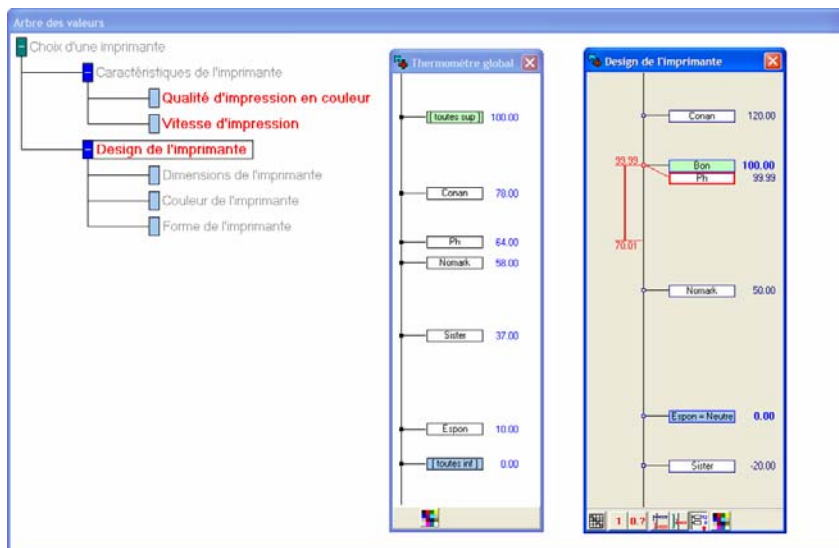 Arbre des valeurs
Choix d'une imprimante
Caractéristiques de l'imprimante
Qualité d'impression en couleur
Vitesse d'impression
Design de l'imprimante
Dimensions de l'imprimante
Couleur de l'imprimante
Forme de l'imprimante
Thermomètre global
[ toutes sup ] 100.00
Conan 78.00
Ph 64.00
Nomark 58.00
Sister 37.00
Espon 10.00
[ toutes inf ] 0.00
Design de l'imprimante
Conan 120.00
99.99 Bon 100.00
Ph 99.99
70.01
Nomark 50.00
Espon = Neutre 0.00
Sister -20.00
1 0.?